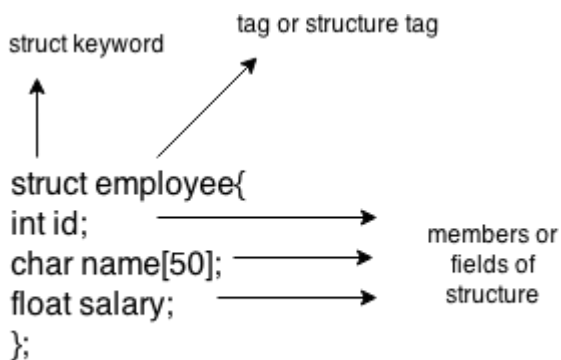 struct keyword
tag or structure tag
struct employee{
int id;
char name[50];
float salary;
};
members or
fields of
structure